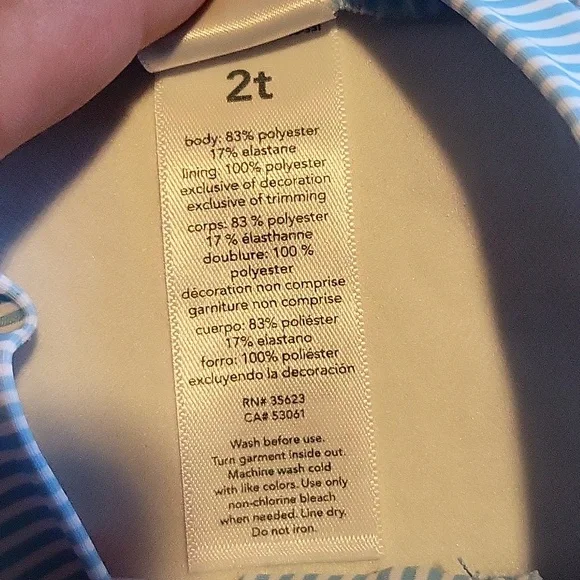 2t
body: 83% polyester
17% elastane
lining: 100% polyester
exclusive of decoration
exclusive of trimming
corps: 83 % polyester
17 % élasthanne
doublure: 100 %
polyester
décoration non comprise
garniture non comprise
cuerpo: 83% poliéster
17% elastano
forro: 100% poliéster
excluyendo la decoración
RN# 35623
CA# 53061
Wash before use.
Turn garment inside out.
Machine wash cold
with like colors. Use only
non-chlorine bleach
when needed. Line dry.
Do not iron.